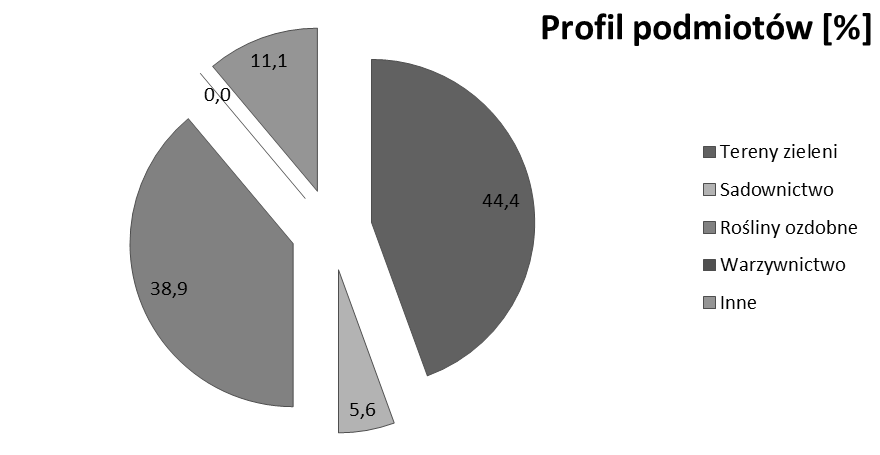 Profil podmiotów [%]
11,1
0,0
44,4
38,9
5,6
Tereny zieleni
Sadownictwo
Rośliny ozdobne
Warzywnictwo
Inne